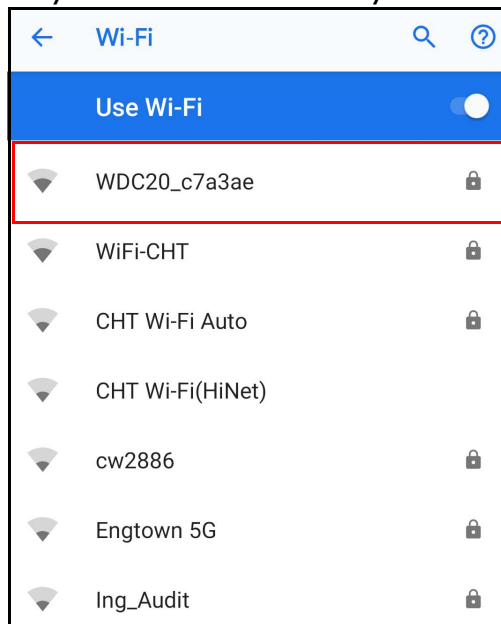 Wi-Fi
Use Wi-Fi
WDC20_c7a3ae
WiFi-CHT
CHT Wi-Fi Auto
CHT Wi-Fi(HiNet)
cw2886
Engtown 5G
Ing_Audit